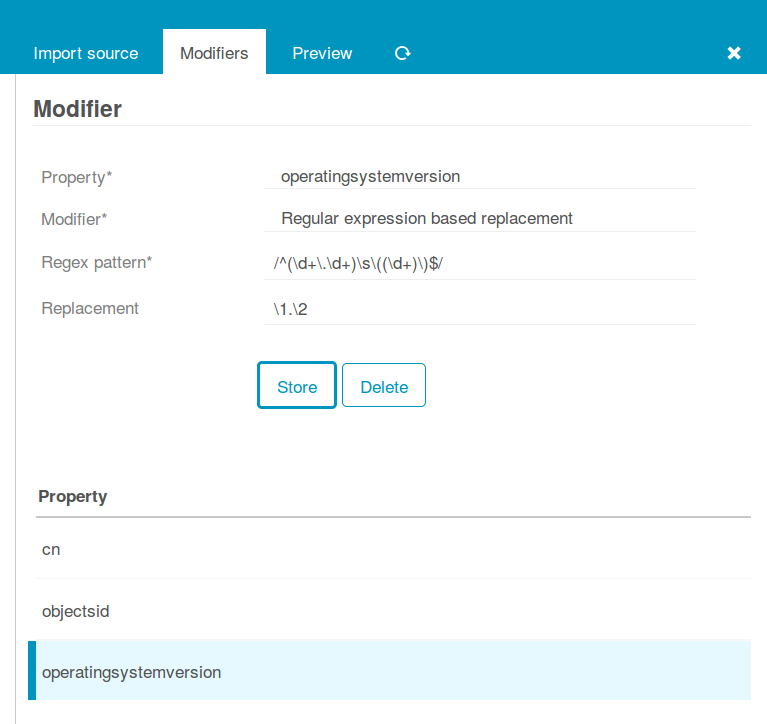 Import source Modifiers Preview
Modifier
Property* operatingsystemversion
Modifier* Regular expression based replacement
Regex pattern* /^(\d+\.\d+)\s\((\d+)\)$/
Replacement \1.\2
Store Delete
Property
cn
objectsid
operatingsystemversion